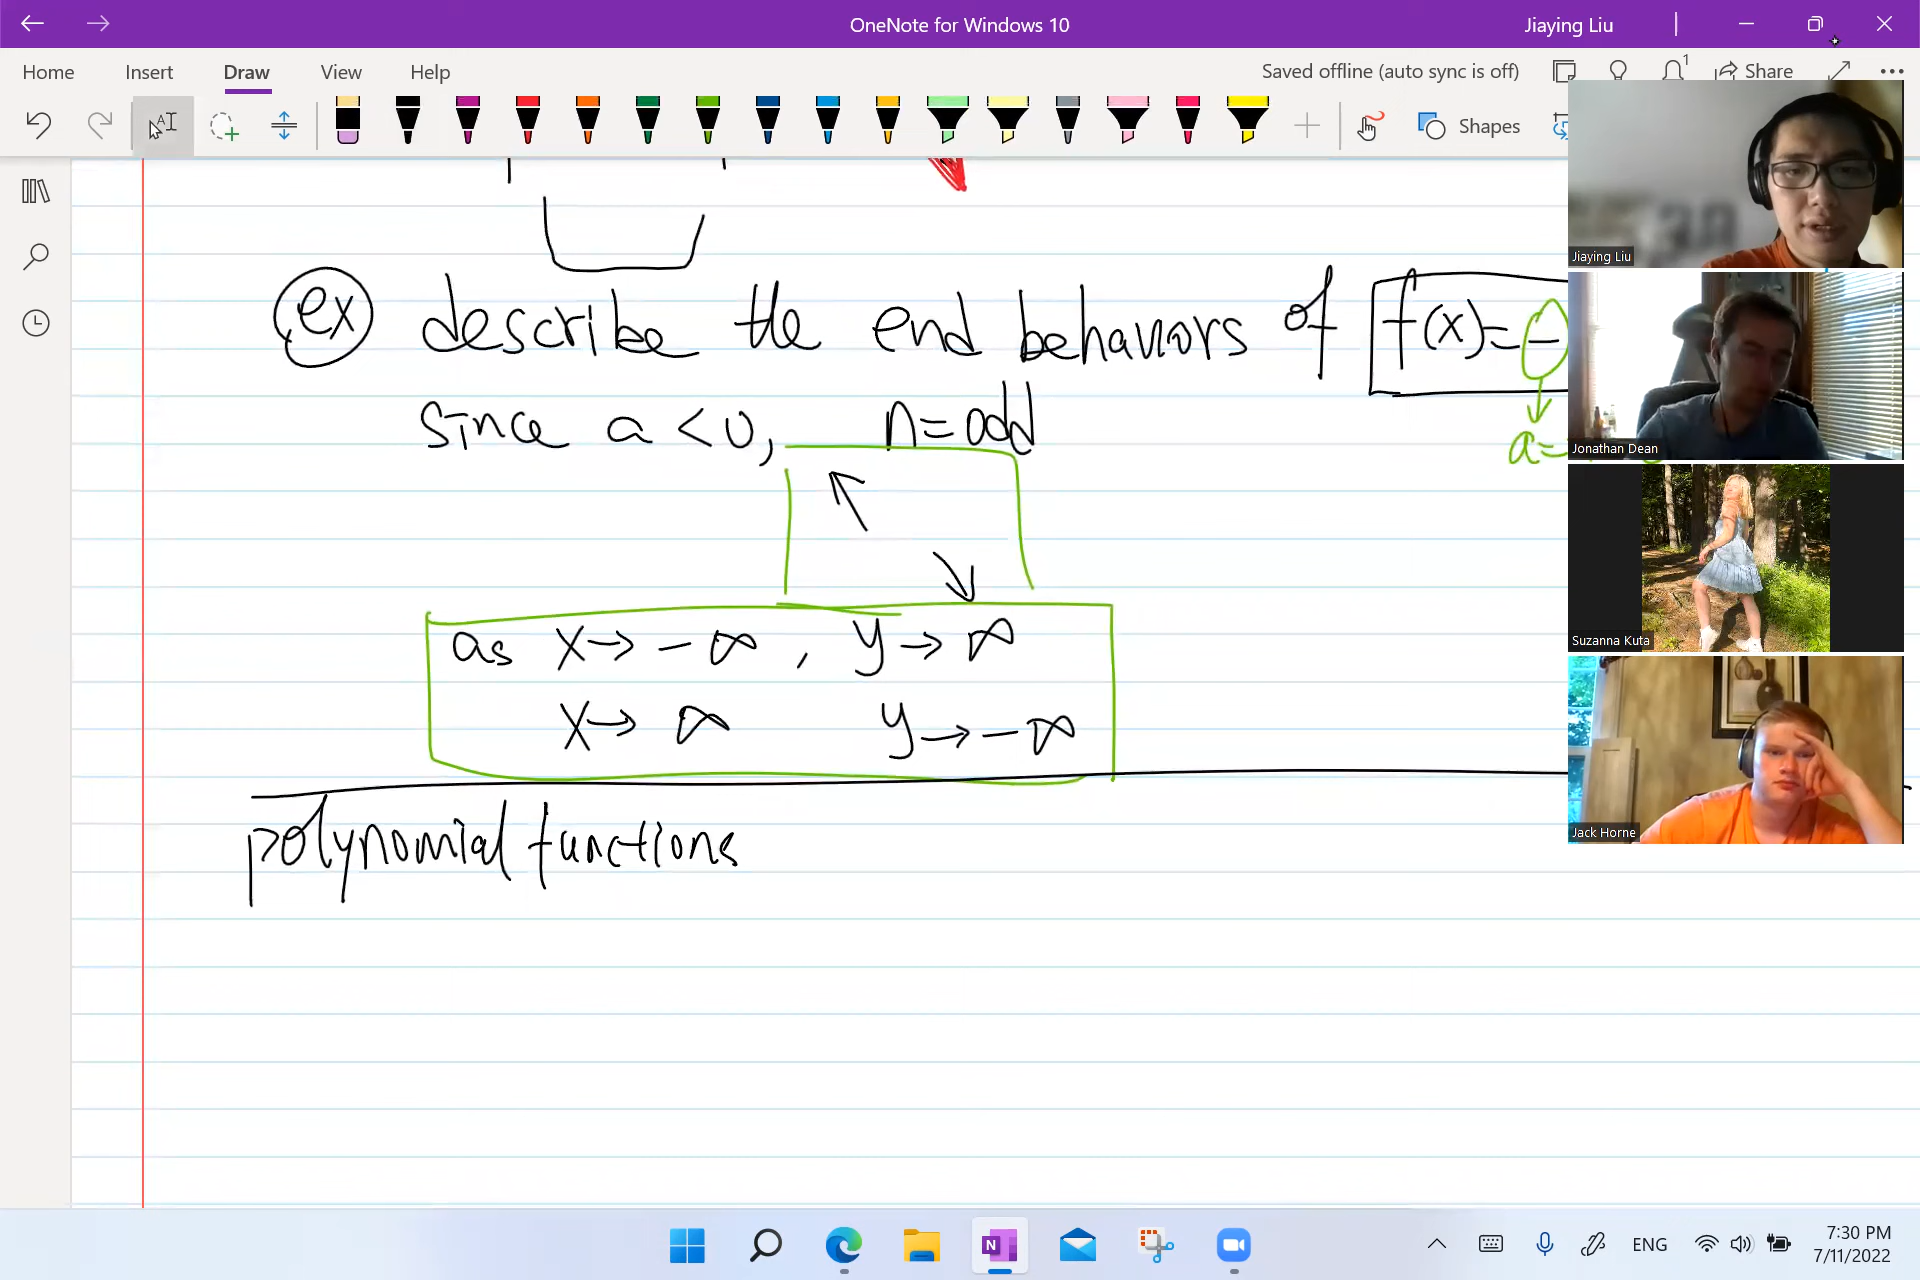 OneNote for Windows 10
Jiaying Liu
Home Insert Draw View Help
Saved offline (auto sync is off)
1
Share
Shapes
ex describe the end behaviors of f(x)=-
since a<0, n=odd
a=
as x→-∞, y→∞
x→∞ y→-∞
polynomial functions
Jiaying Liu
Jonathan Dean
Suzanna Kuta
Jack Horne
ENG
7:30 PM
7/11/2022